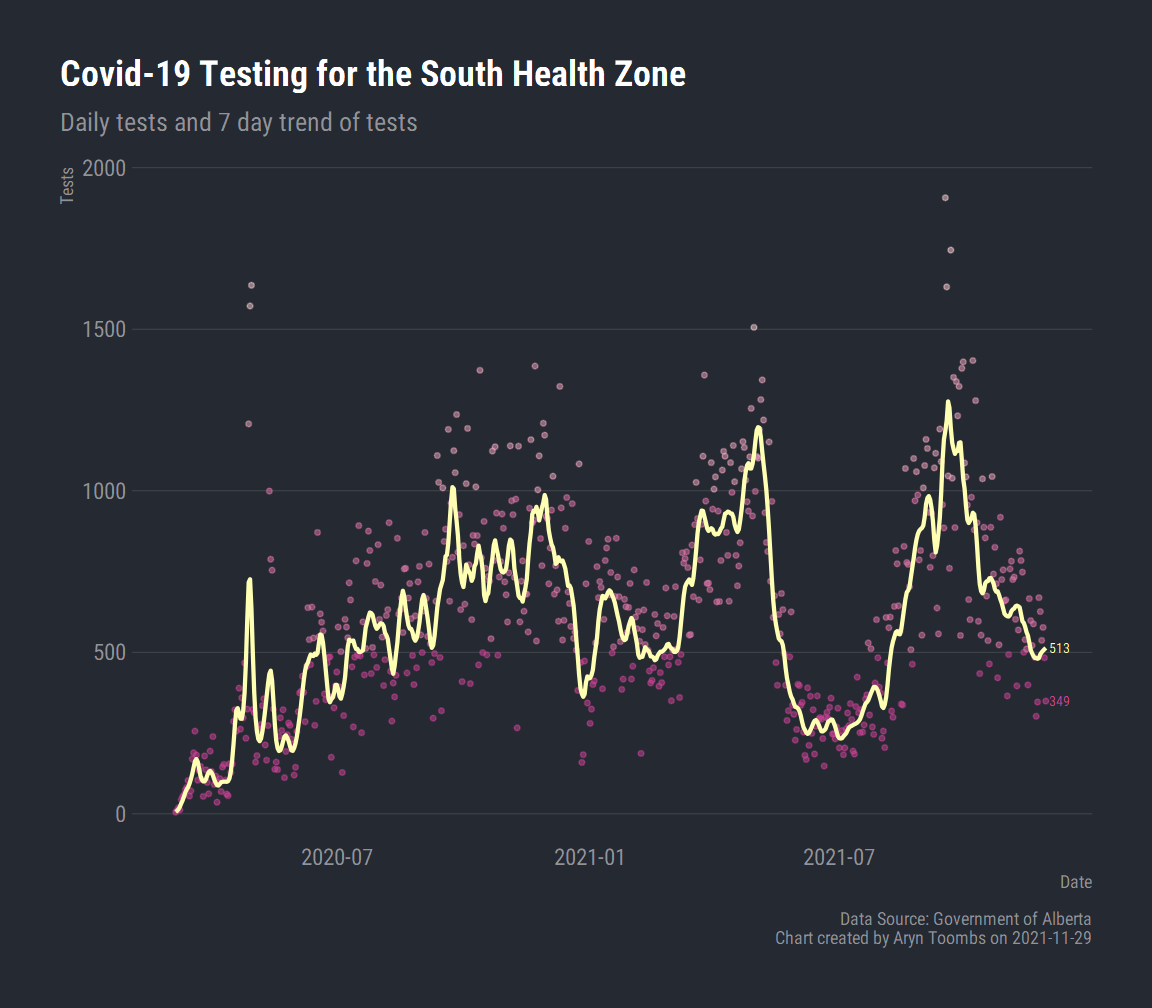 Covid-19 Testing for the South Health Zone
Daily tests and 7 day trend of tests
Tests
2000
1500
1000
500
0
513
349
2020-07
2021-01
2021-07
Date
Data Source: Government of Alberta
Chart created by Aryn Toombs on 2021-11-29